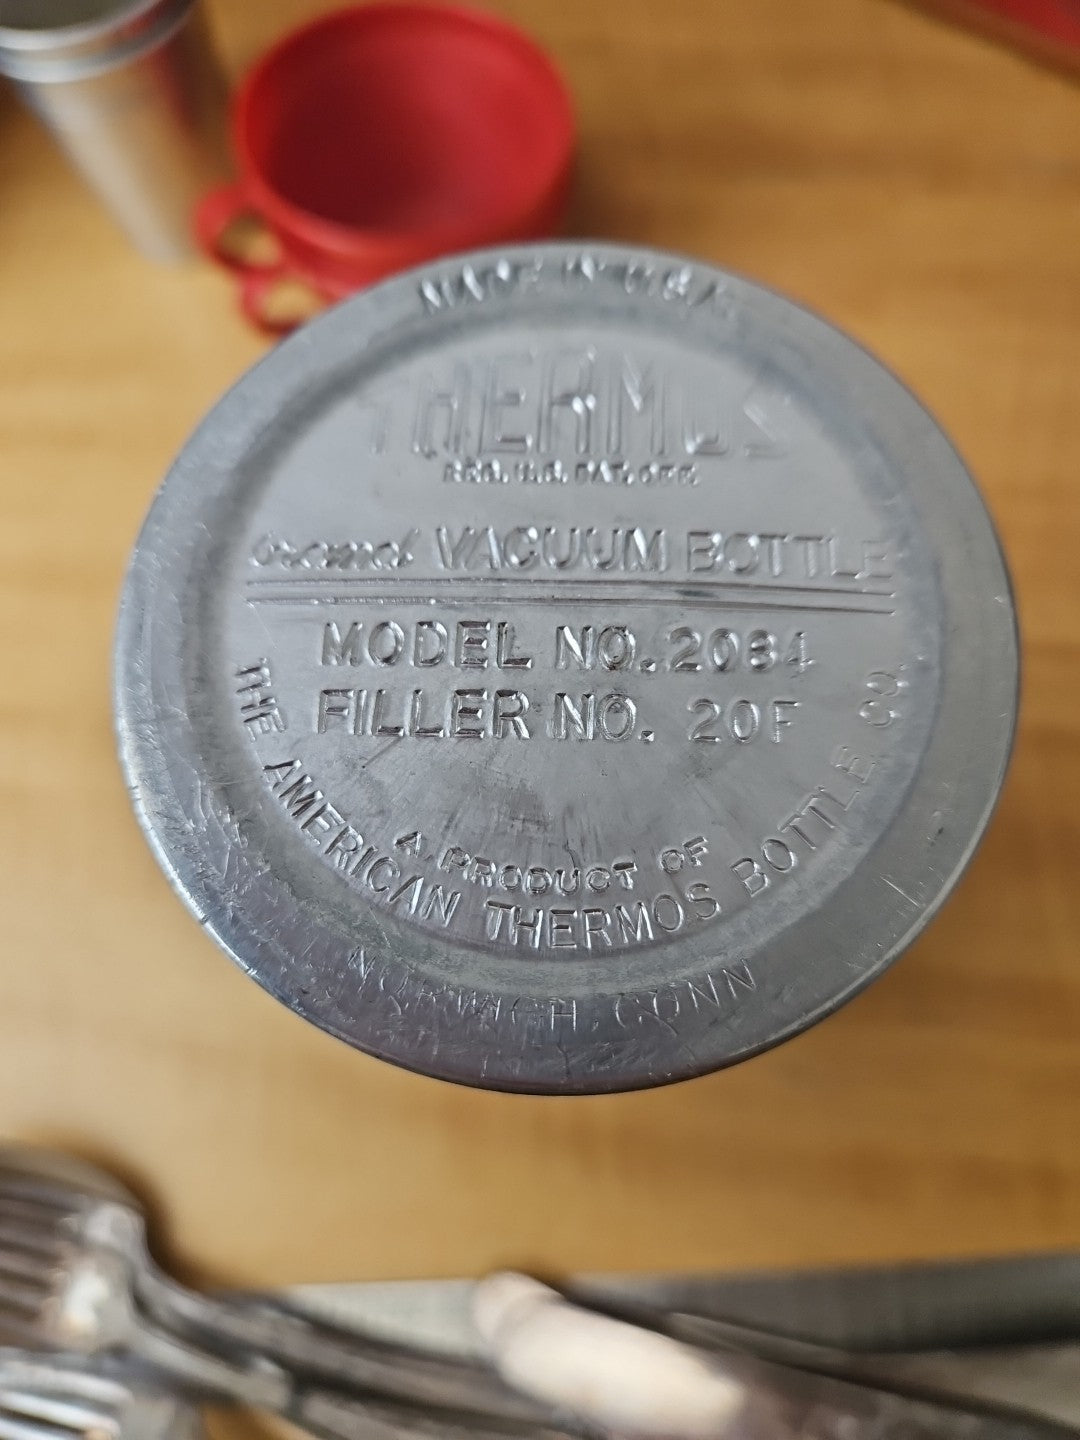 MADE IN U.S.A.
THERMOS
REG. U.S. PAT. OFF.
brand VACUUM BOTTLE
MODEL NO. 2084
FILLER NO. 20F
A PRODUCT OF
THE AMERICAN THERMOS BOTTLE CO.
NORWICH, CONN